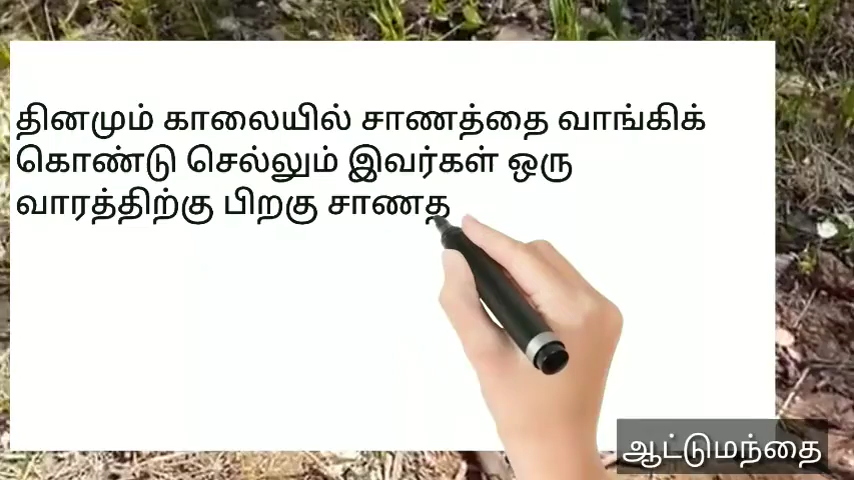 தினமும் காலையில் சாணத்தை வாங்கிக்
கொண்டு செல்லும் இவர்கள் ஒரு
வாரத்திற்கு பிறகு சாணத
ஆட்டுமந்தை